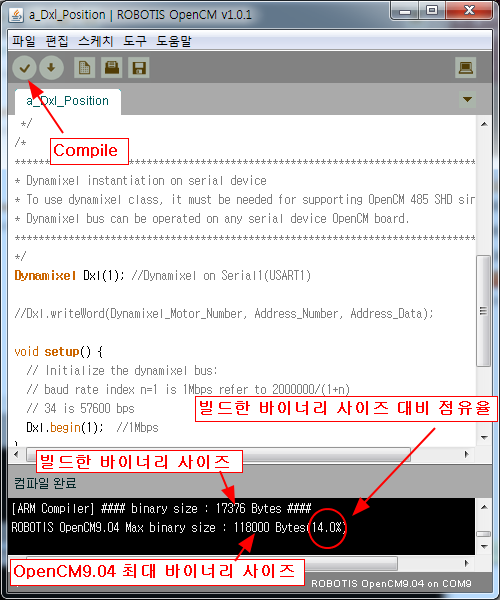 a_Dxl_Position | ROBOTIS OpenCM v1.0.1
파일 편집 스케치 도구 도움말
a_Dxl_Position
Compile
*/
/*
* Dynamixel instantiation on serial device
* To use dynamixel class, it must be needed for supporting OpenCM 485 SHD
* Dynamixel bus can be operated on any serial device OpenCM board.
*/
Dynamixel Dxl(1); //Dynamixel on Serial1(USART1)
//Dxl.writeWord(Dynamixel_Motor_Number, Address_Number, Address_Data);
void setup() {
// Initialize the dynamixel bus:
// baud rate index n=1 is 1Mbps refer to 2000000/(1+n)
// 34 is 57600 bps
빌드한 바이너리 사이즈 대비 점유율
Dxl.begin(1); //1Mbps
빌드한 바이너리 사이즈
컴파일 완료
[ARM Compiler] #### binary size : 17376 Bytes ####
ROBOTIS OpenCM9.04 Max binary size : 118000 Bytes(14.0%)
OpenCM9.04 최대 바이너리 사이즈
ROBOTIS OpenCM9.04 on COM9